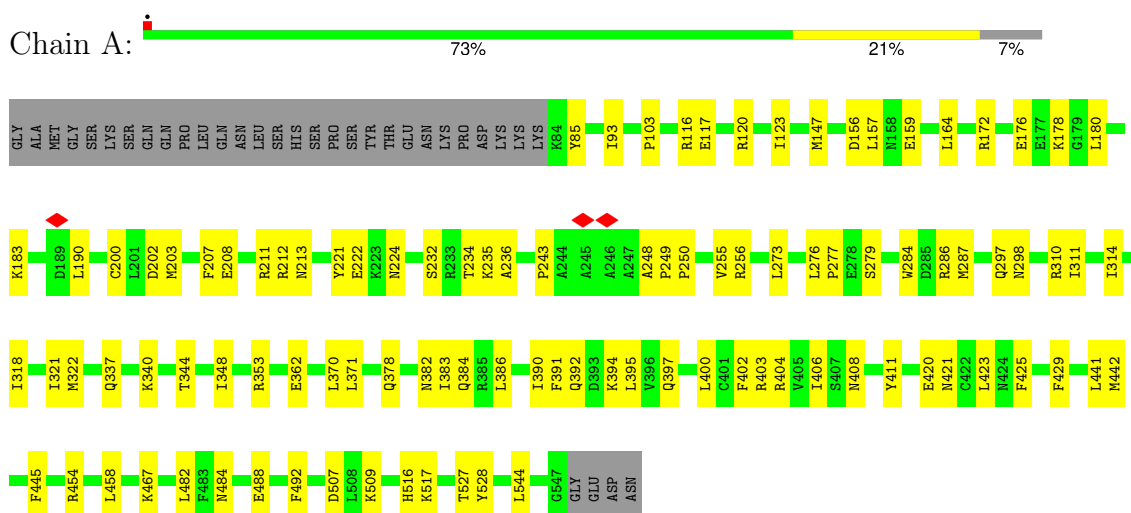 Chain A:
73% 21% 7%
GLY ALA MET GLY SER LYS SER GLN GLN PRO LEU GLN ASN LEU SER HIS SER PRO SER TYR THR GLU ASN LYS PRO ASP LYS LYS LYS K84 Y85 I93 P103 R116 E117 R120 I123 M147 D156 L157 N158 E159 L164 R172 E176 E177 K178 G179 L180
K183 D189 L190 C200 L201 D202 M203 F207 E208 R211 R212 N213 Y221 E222 K223 N224 S232 R233 T234 K235 A236 P243 A244 A245 A246 A247 A248 P249 P250 V255 R256 L273 L276 P277 E278 S279 W284 D285 R286 M287 Q297 N298 R310 I311 I314
I318 I321 M322 Q337 K340 T344 I348 R353 E362 L370 L371 Q378 N382 I383 Q384 R385 L386 I390 F391 Q392 D393 K394 L395 V396 Q397 L400 C401 F402 R403 R404 V405 I406 S407 N408 Y411 E420 N421 C422 L423 N424 F425 F429 L441 M442
F445 R454 L458 K467 L482 F483 N484 E488 F492 D507 L508 K509 H516 K517 T527 Y528 L544 G547 GLY GLU ASP ASN